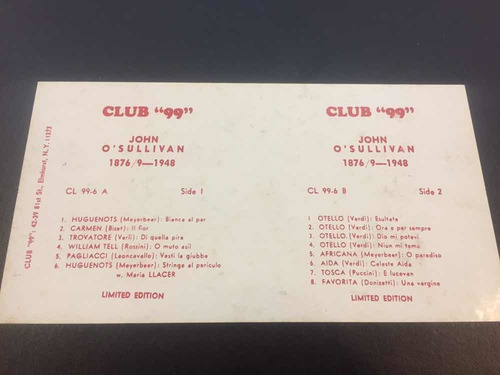 CLUB "99"; 42-39 81st St., Elmhurst, N.Y. 11373
CLUB "99"
JOHN
O'SULLIVAN
1876/9—1948
CL 99-6 A Side 1
1. HUGUENOTS (Meyerbeer): Bianca al par
2. CARMEN (Bizet): Il fior
3. TROVATORE (Verdi): Di quella pira
4. WILLIAM TELL (Rossini): O muto asil
5. PAGLIACCI (Leoncavallo): Vesti la giubba
6. HUGUENOTS (Meyerbeer): Stringe al periculo
w. Maria LLACER
LIMITED EDITION
CLUB "99"
JOHN
O'SULLIVAN
1876/9—1948
CL 99-6 B Side 2
1. OTELLO (Verdi): Esultate
2. OTELLO (Verdi): Ora e per sempre
3. OTELLO (Verdi): Dio mi potevi
4. OTELLO (Verdi): Niun mi tema
5. AFRICANA (Meyerbeer): O paradiso
6. AIDA (Verdi): Celeste Aida
7. TOSCA (Puccini): E lucevan
8. FAVORITA (Donizetti): Una vergine
LIMITED EDITION